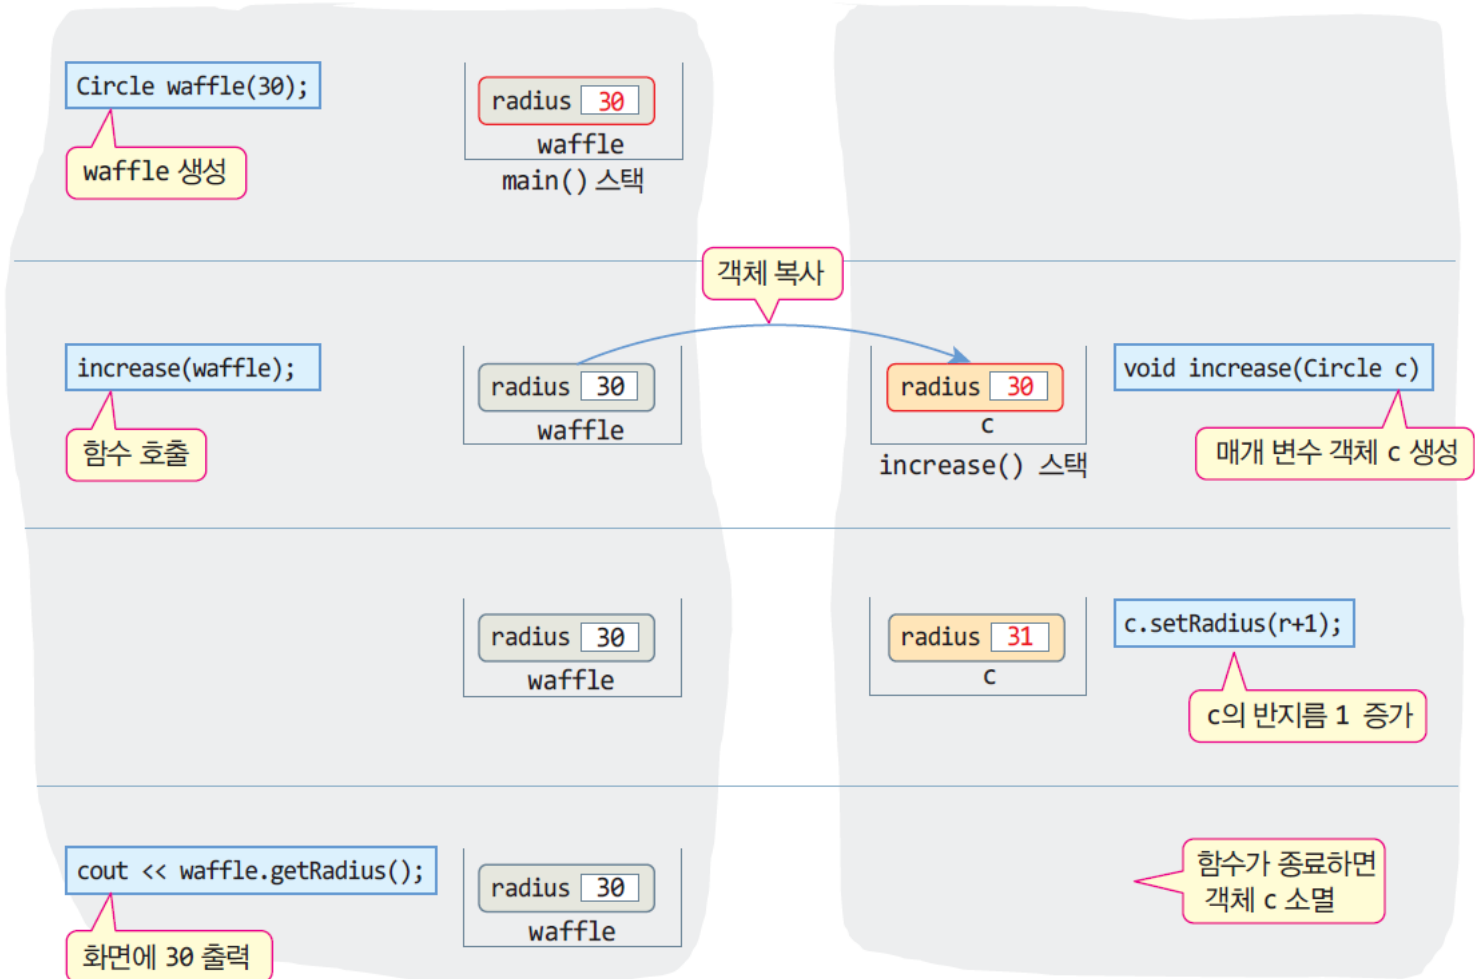 Circle waffle(30);
radius 30
waffle
waffle 생성
main() 스택
객체 복사
increase(waffle);
radius 30
waffle
radius 30
c
void increase(Circle c)
함수 호출
increase() 스택
매개 변수 객체 c 생성
radius 30
waffle
radius 31
c
c.setRadius(r+1);
c의 반지름 1 증가
cout << waffle.getRadius();
radius 30
waffle
함수가 종료하면
객체 c 소멸
화면에 30 출력